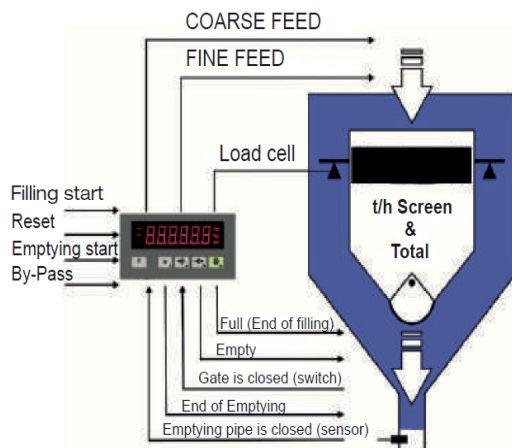 COARSE FEED
FINE FEED
Load cell
Filling start
Reset
Emptying start
By-Pass
t/h Screen
&
Total
Full (End of filling)
Empty
Gate is closed (switch)
End of Emptying
Emptying pipe is closed (sensor)